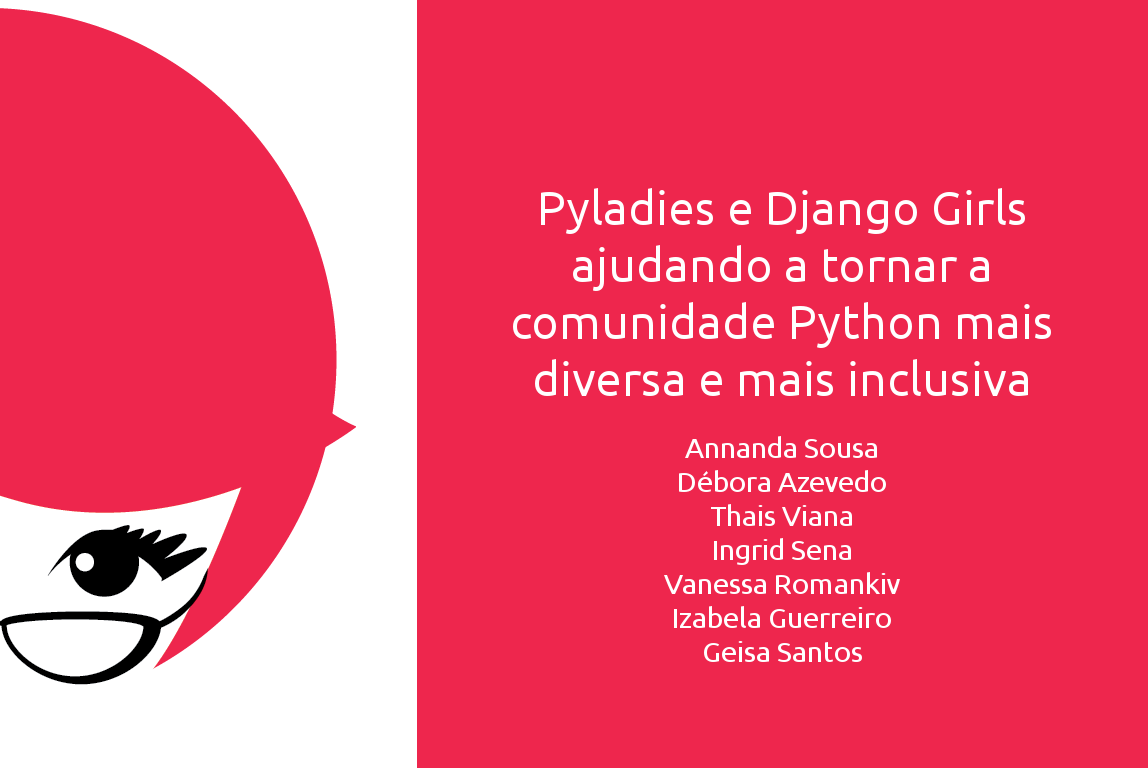 Pyladies e Django Girls
ajudando a tornar a
comunidade Python mais
diversa e mais inclusiva
Annanda Sousa
Débora Azevedo
Thais Viana
Ingrid Sena
Vanessa Romankiv
Izabela Guerreiro
Geisa Santos